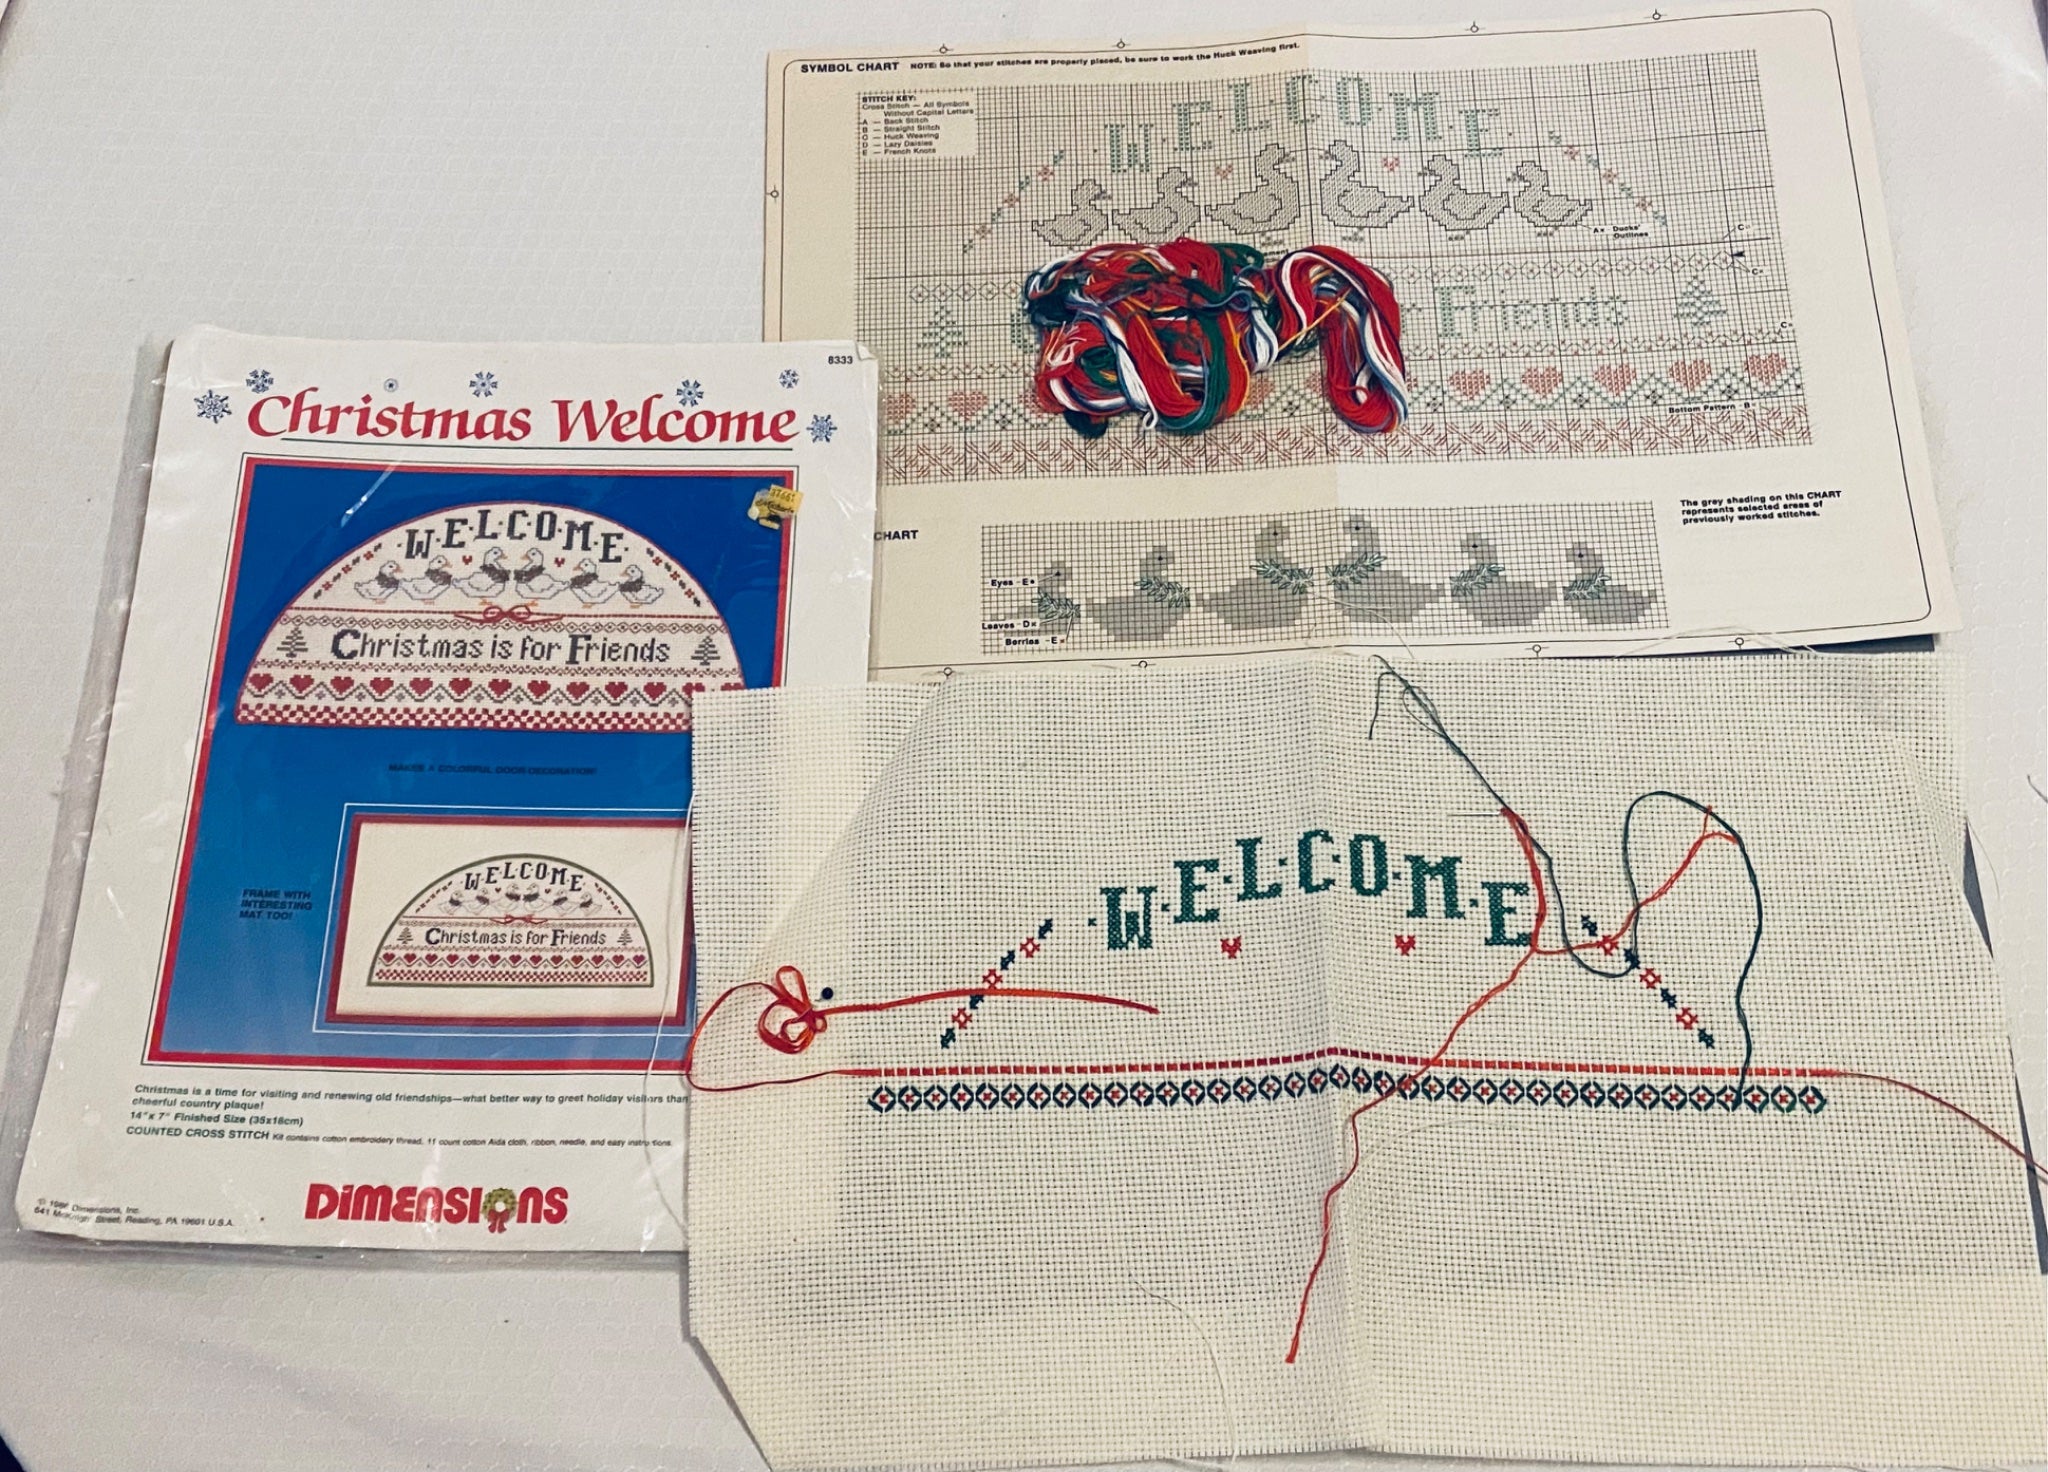 8333
Christmas Welcome
W·E·L·C·O·M·E
Christmas is for Friends
MAKES A COLORFUL DOOR DECORATION!
FRAME WITH
INTERESTING
MAT TOO!
WELCOME
Christmas is for Friends
Christmas is a time for visiting and renewing old friendships—what better way to greet holiday visitors than
cheerful country plaque!
14" x 7" Finished Size (35x18cm)
COUNTED CROSS STITCH Kit contains cotton embroidery thread, 11 count cotton Aida cloth, ribbon, needle, and easy instructions.
DIMENSIONS
Dimensions, Inc.
641 McKnight Street, Reading, PA 19601 U.S.A.
SYMBOL CHART NOTE: So that your stitches are properly placed, be sure to work the Huck Weaving first.
STITCH KEY:
Cross Stitch — All Symbols
Without Capital Letters
A — Back Stitch
B — Straight Stitch
C — Huck Weaving
D — Lazy Daisies
E — French Knots
W·E·L·C·O·M·E
A× Ducks'
Outlines
C
C
Friends
C
Bottom Pattern B
CHART
The grey shading on this CHART
represents selected areas of
previously worked stitches.
Eyes - E
Leaves - D
Berries - E
·W·E·L·C·O·M·E